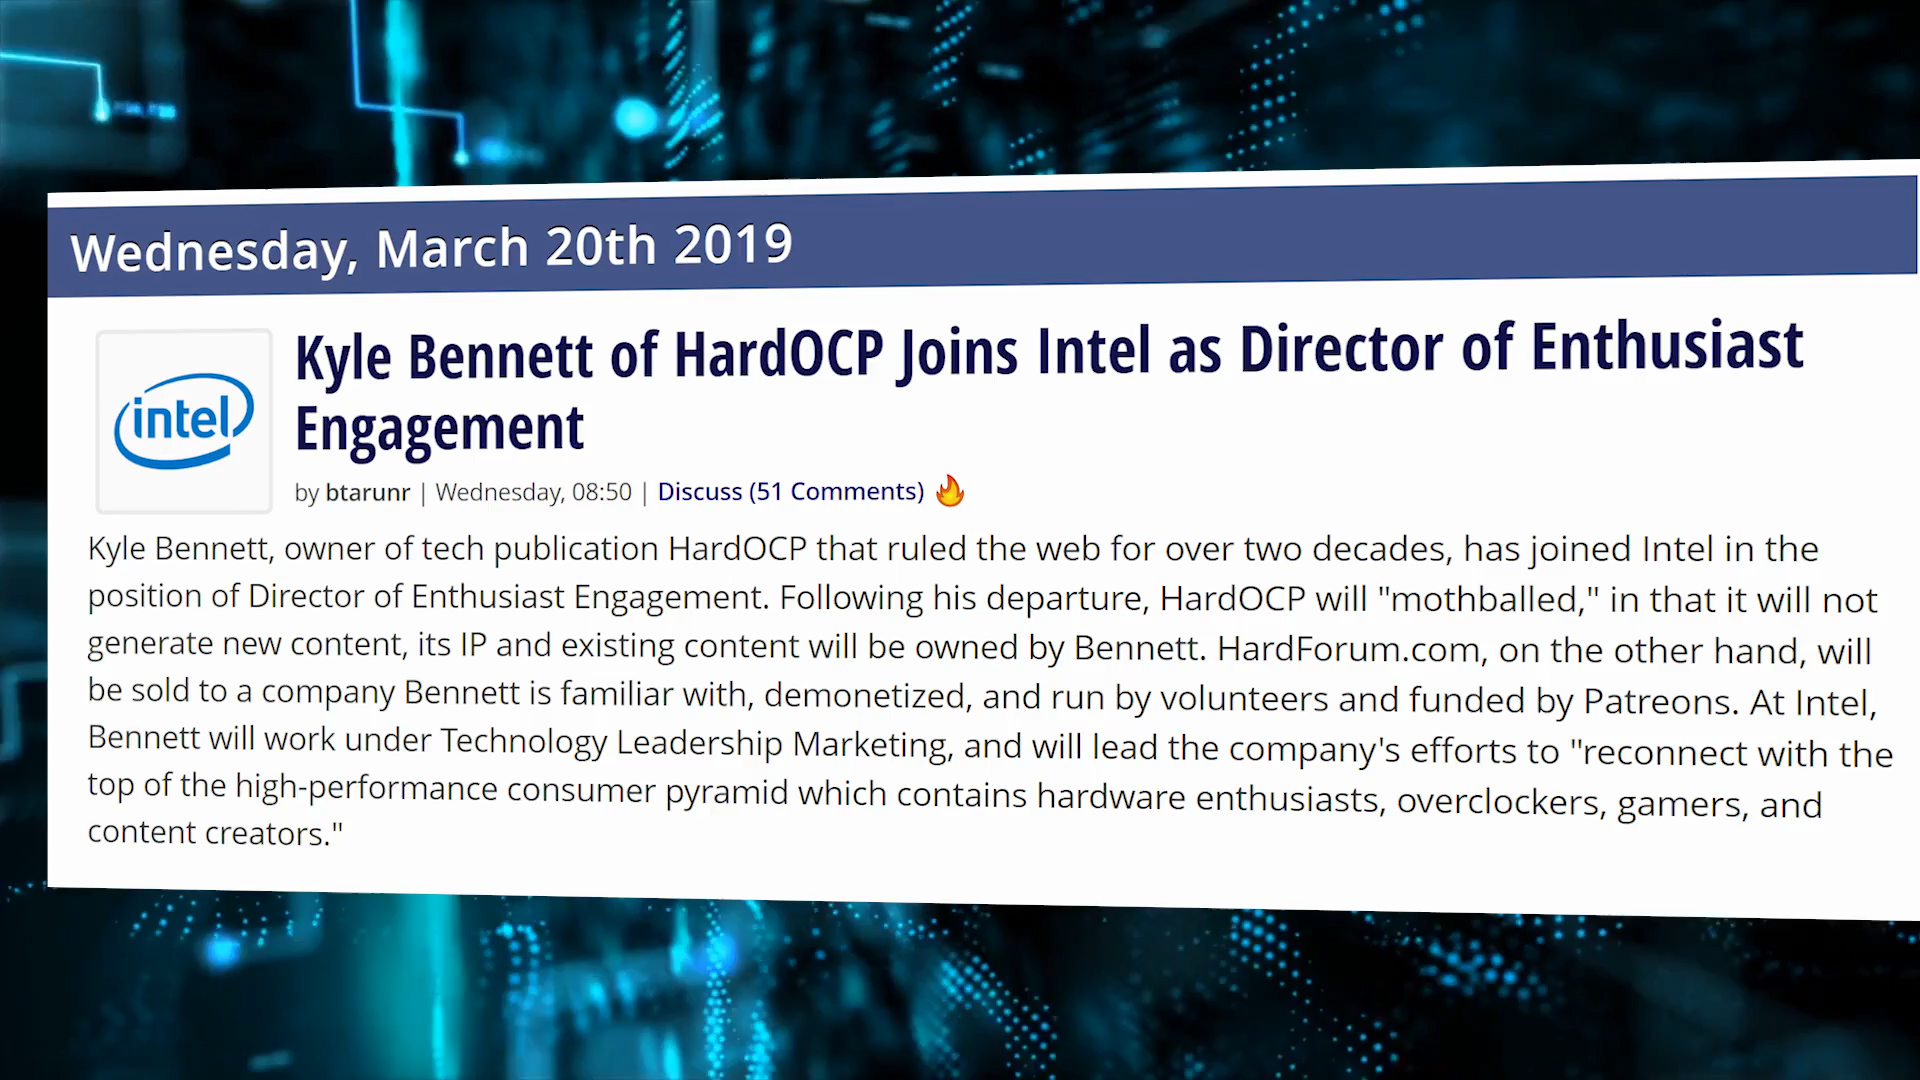 Wednesday, March 20th 2019
intel
Kyle Bennett of HardOCP Joins Intel as Director of Enthusiast
Engagement
by btarunr | Wednesday, 08:50 | Discuss (51 Comments) 🔥
Kyle Bennett, owner of tech publication HardOCP that ruled the web for over two decades, has joined Intel in the
position of Director of Enthusiast Engagement. Following his departure, HardOCP will "mothballed," in that it will not
generate new content, its IP and existing content will be owned by Bennett. HardForum.com, on the other hand, will
be sold to a company Bennett is familiar with, demonetized, and run by volunteers and funded by Patreons. At Intel,
Bennett will work under Technology Leadership Marketing, and will lead the company's efforts to "reconnect with the
top of the high-performance consumer pyramid which contains hardware enthusiasts, overclockers, gamers, and
content creators."